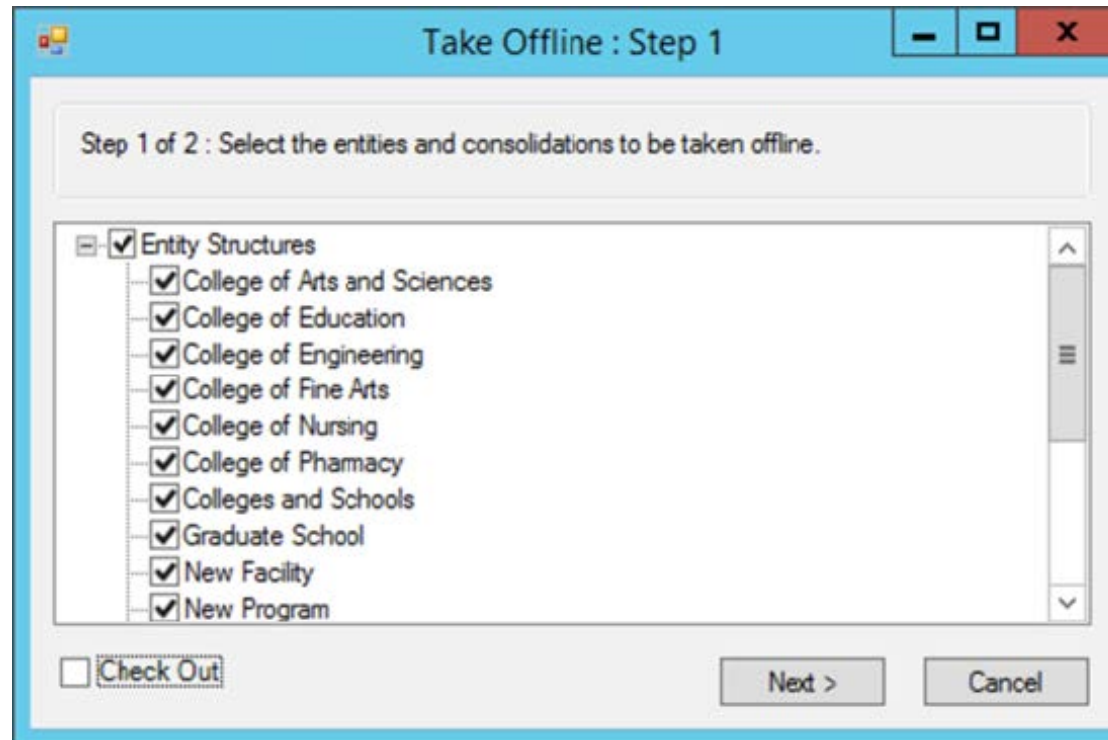 Take Offline : Step 1
Step 1 of 2 : Select the entities and consolidations to be taken offline.
Entity Structures
College of Arts and Sciences
College of Education
College of Engineering
College of Fine Arts
College of Nursing
College of Pharmacy
Colleges and Schools
Graduate School
New Facility
New Program
Check Out
Next >
Cancel